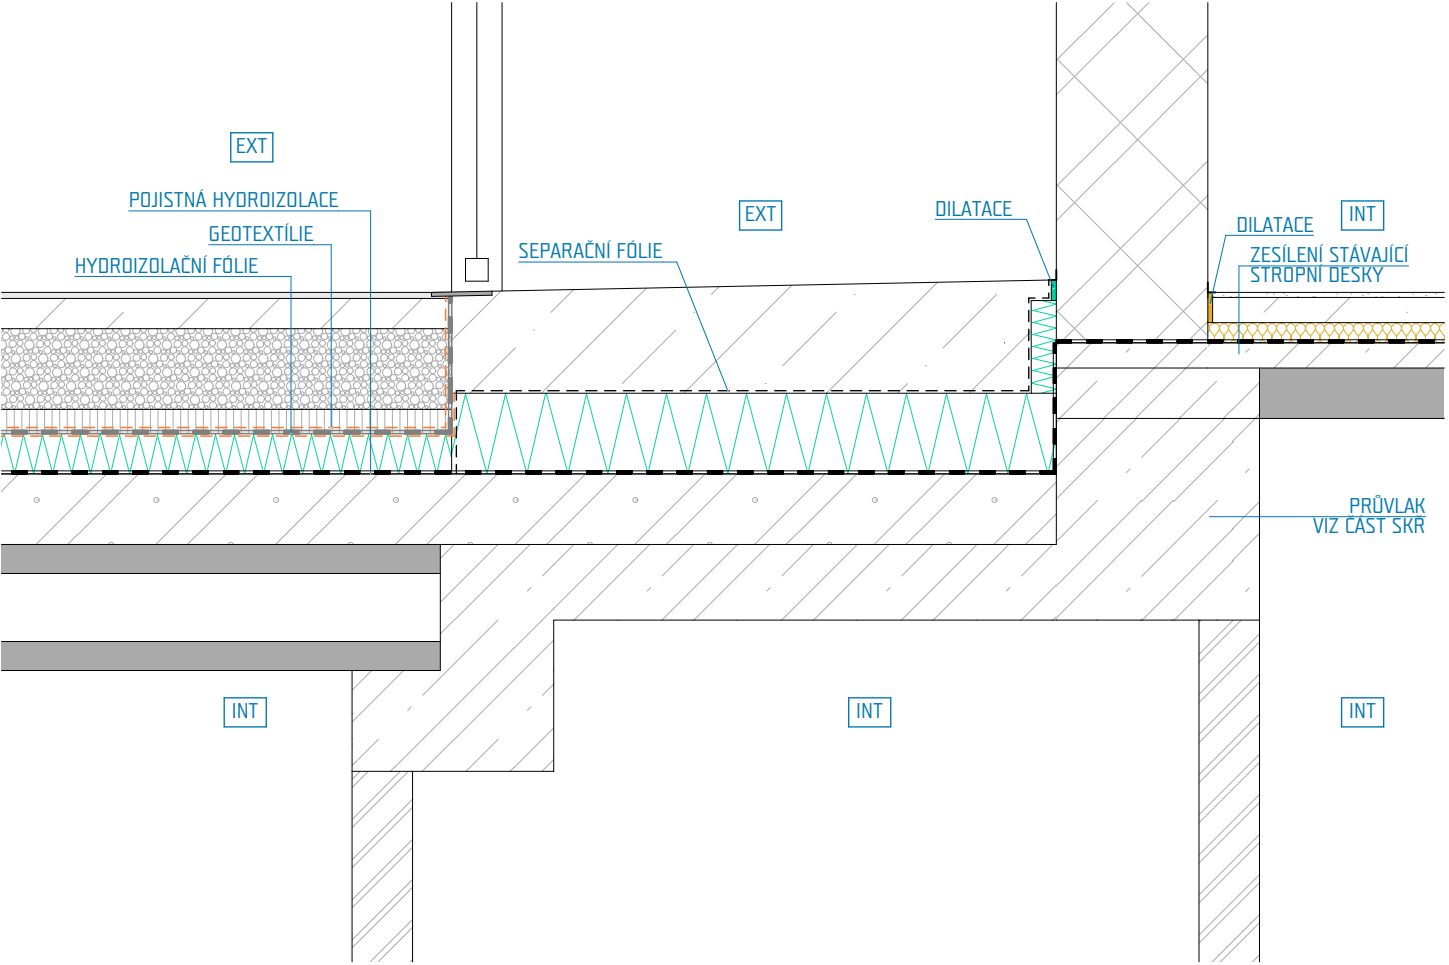 EXT
POJISTNÁ HYDROIZOLACE
GEOTEXTÍLIE
HYDROIZOLAČNÍ FÓLIE
SEPARAČNÍ FÓLIE
EXT
DILATACE
DILATACE
INT
ZESÍLENÍ STÁVAJÍCÍ
STROPNÍ DESKY
PRŮVLAK
VIZ ČÁST SKŘ
INT
INT
INT